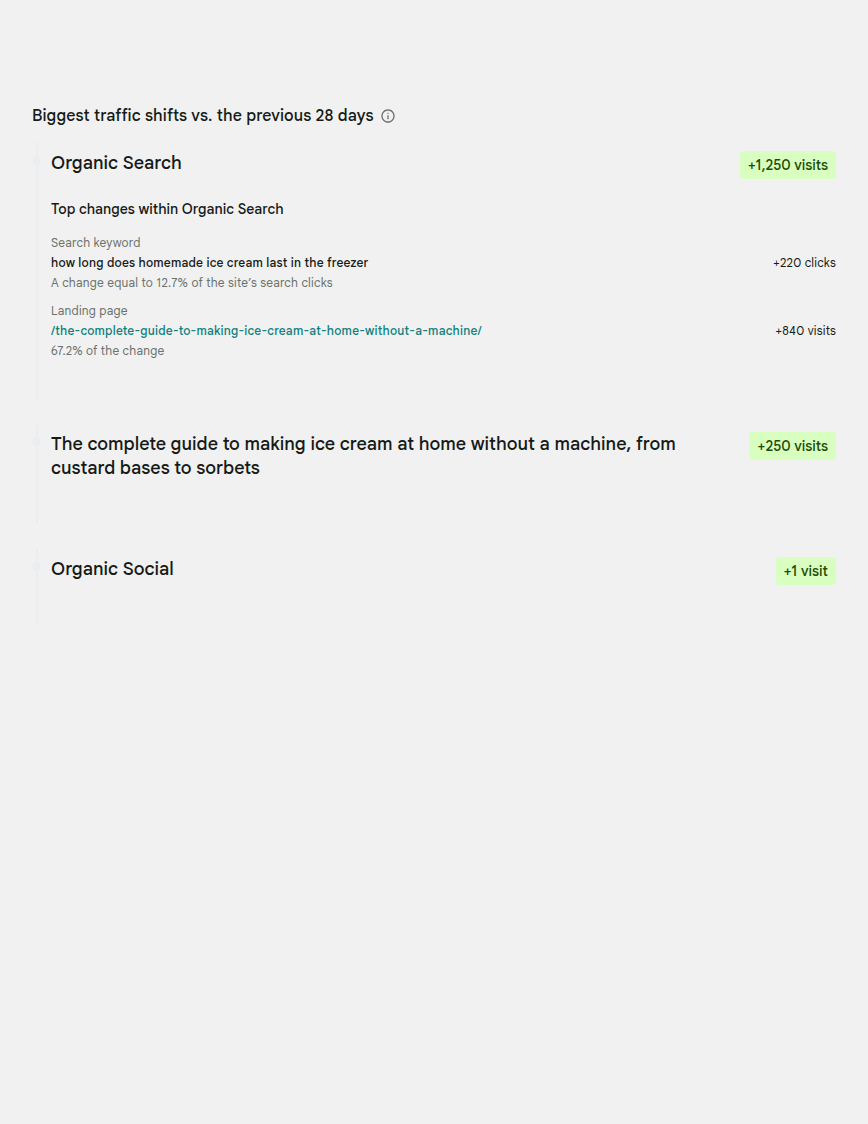 Biggest traffic shifts vs. the previous 28 days
Organic Search
+1,250 visits
Top changes within Organic Search
Search keyword
how long does homemade ice cream last in the freezer
+220 clicks
A change equal to 12.7% of the site’s search clicks
Landing page
/the-complete-guide-to-making-ice-cream-at-home-without-a-machine/
+840 visits
67.2% of the change
The complete guide to making ice cream at home without a machine, from
custard bases to sorbets
+250 visits
Organic Social
+1 visit